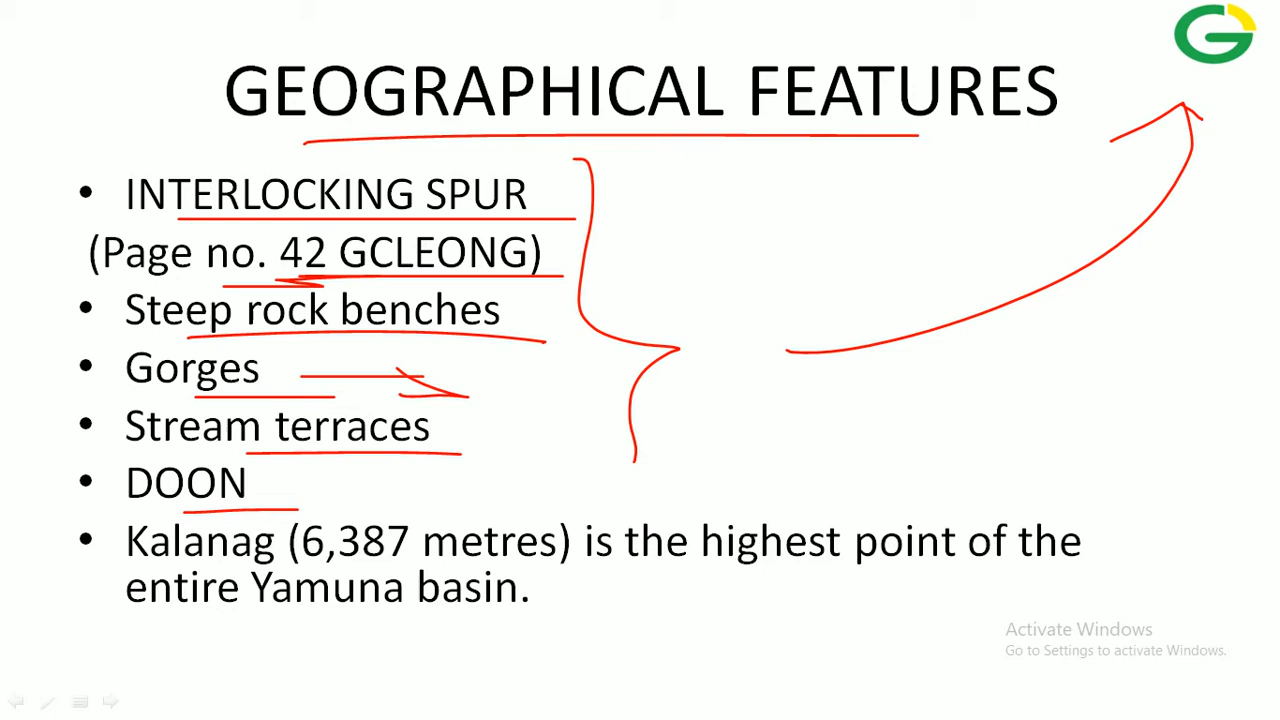 GEOGRAPHICAL FEATURES
• INTERLOCKING SPUR
(Page no. 42 GCLEONG)
• Steep rock benches
• Gorges
• Stream terraces
• DOON
• Kalanag (6,387 metres) is the highest point of the
entire Yamuna basin.
Activate Windows
Go to Settings to activate Windows.